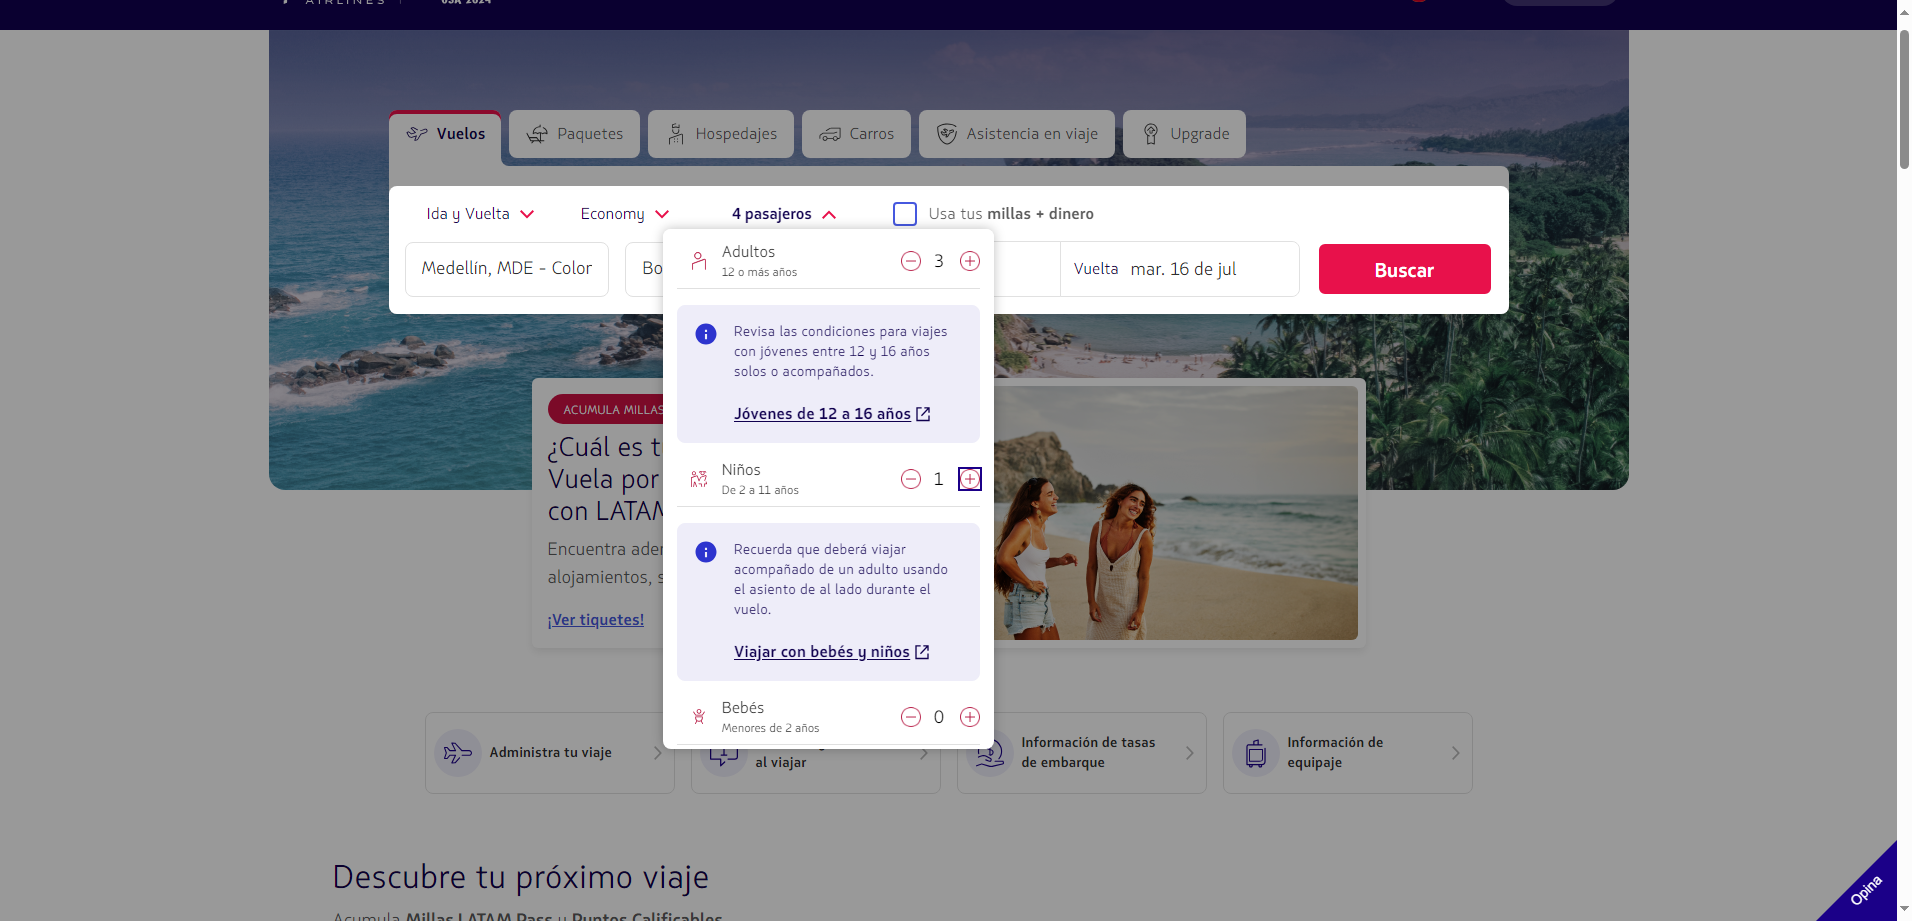 AIRLINES
Vuelos
Paquetes
Hospedajes
Carros
Asistencia en viaje
Upgrade
Ida y Vuelta
Economy
4 pasajeros
Usa tus millas + dinero
Medellín, MDE - Color
Bo
Vuelta mar. 16 de jul
Buscar
Adultos
12 o más años
3
Revisa las condiciones para viajes
con jóvenes entre 12 y 16 años
solos o acompañados.
Jóvenes de 12 a 16 años
Niños
De 2 a 11 años
1
Recuerda que deberá viajar
acompañado de un adulto usando
el asiento de al lado durante el
vuelo.
Viajar con bebés y niños
Bebés
Menores de 2 años
0
ACUMULA MILLAS
¿Cuál es t
Vuela por
con LATAM
Encuentra ade
alojamientos, s
¡Ver tiquetes!
Administra tu viaje
al viajar
Información de tasas
de embarque
Información de
equipaje
Descubre tu próximo viaje
Acumula Millas LATAM Pass y Puntos Calificables
Opina